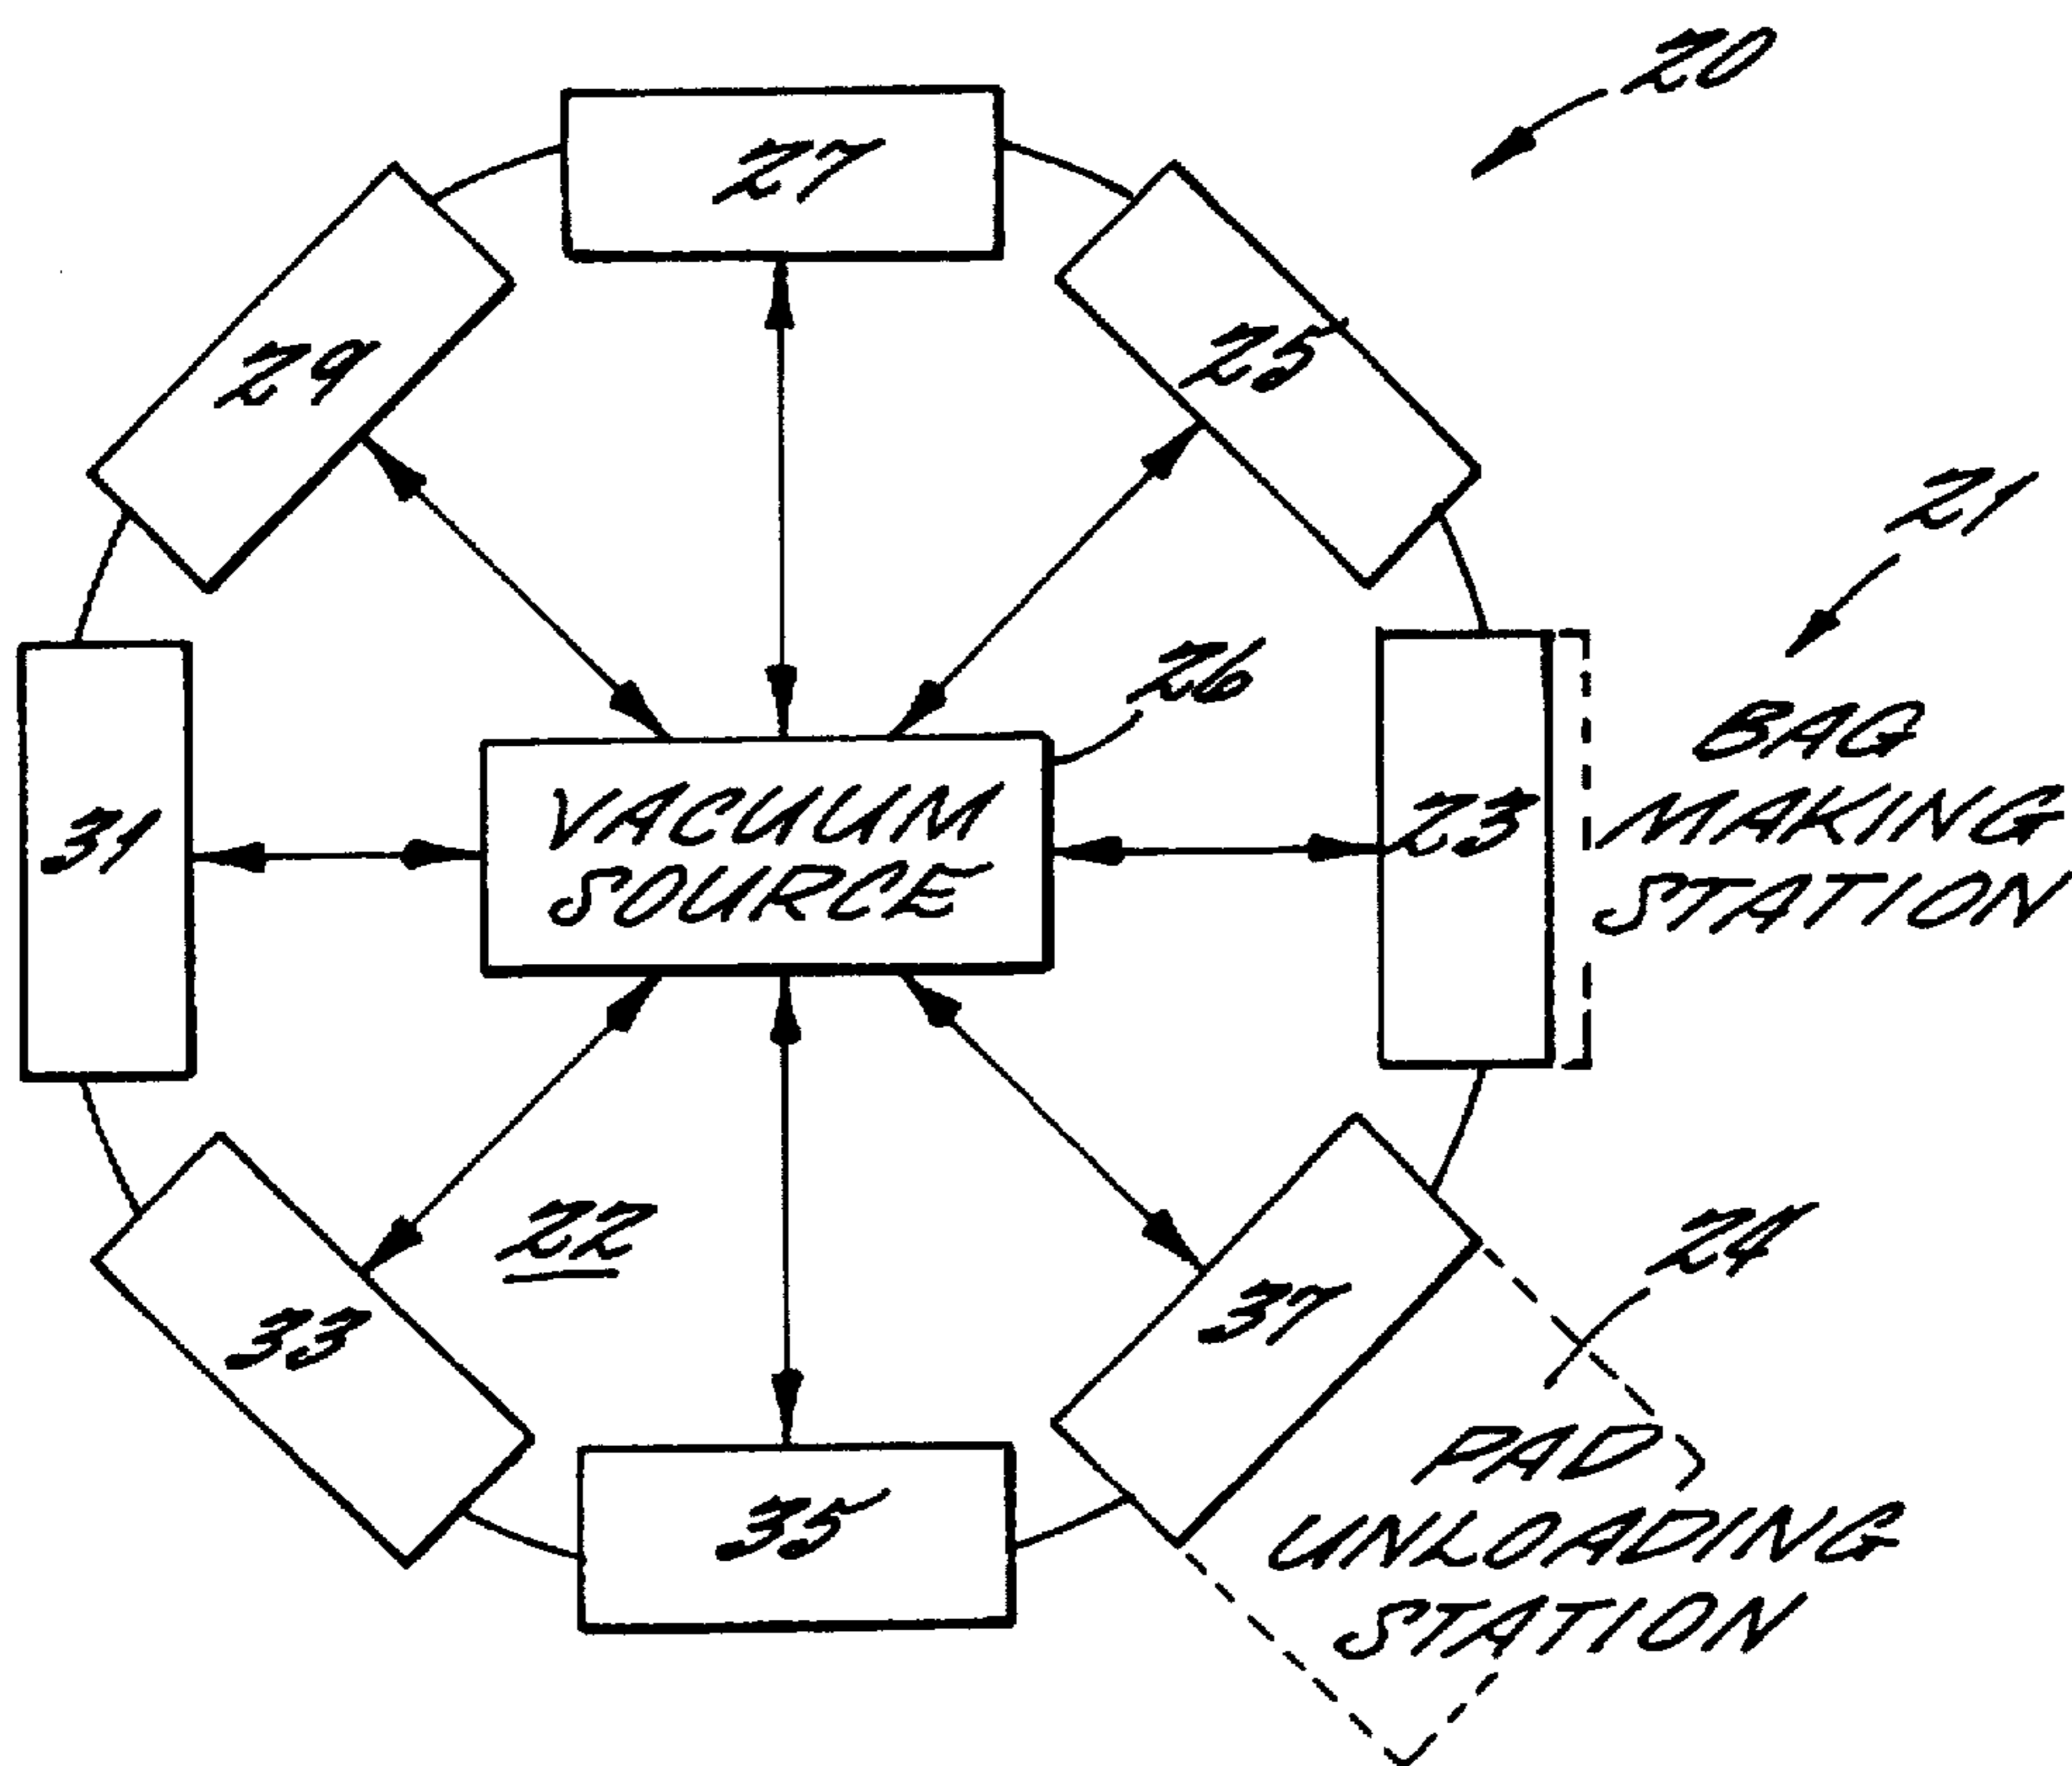 20
27
29
25
21
26
BAG
MAKING
STATION
VACUUM
SOURCE
31
23
22
24
37
33
PAD
UNLOADING
STATION
35